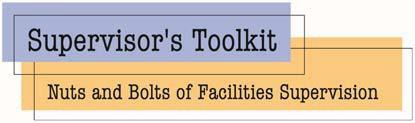 Supervisor's Toolkit
Nuts and Bolts of Facilities Supervision